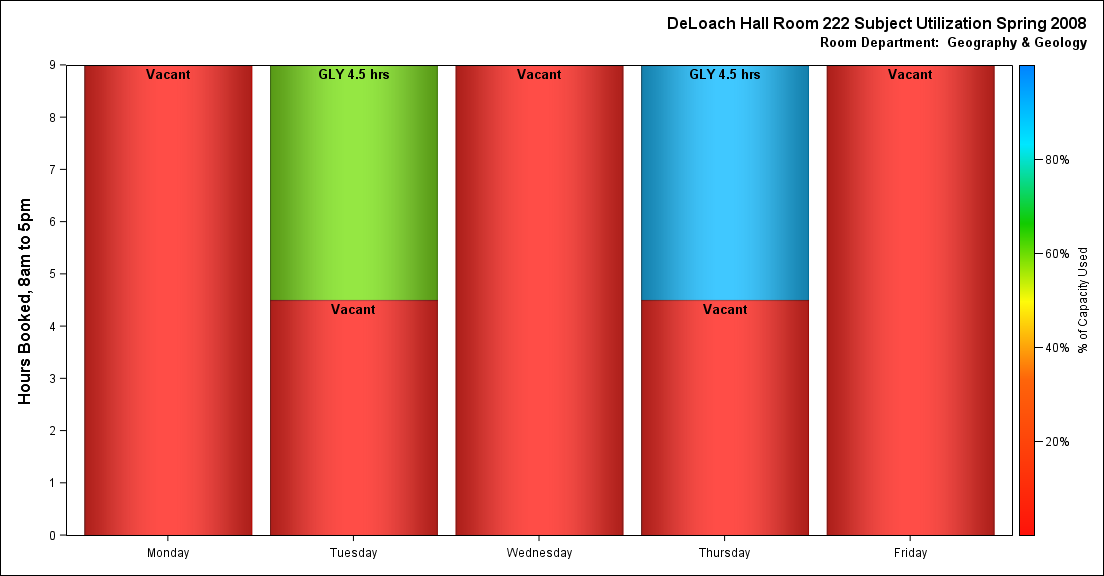 DeLoach Hall Room 222 Subject Utilization Spring 2008
Room Department: Geography & Geology
Hours Booked, 8am to 5pm
9
8
7
6
5
4
3
2
1
0
Vacant
GLY 4.5 hrs
Vacant
GLY 4.5 hrs
Vacant
Vacant
Vacant
Monday
Tuesday
Wednesday
Thursday
Friday
80%
60%
40%
20%
% of Capacity Used